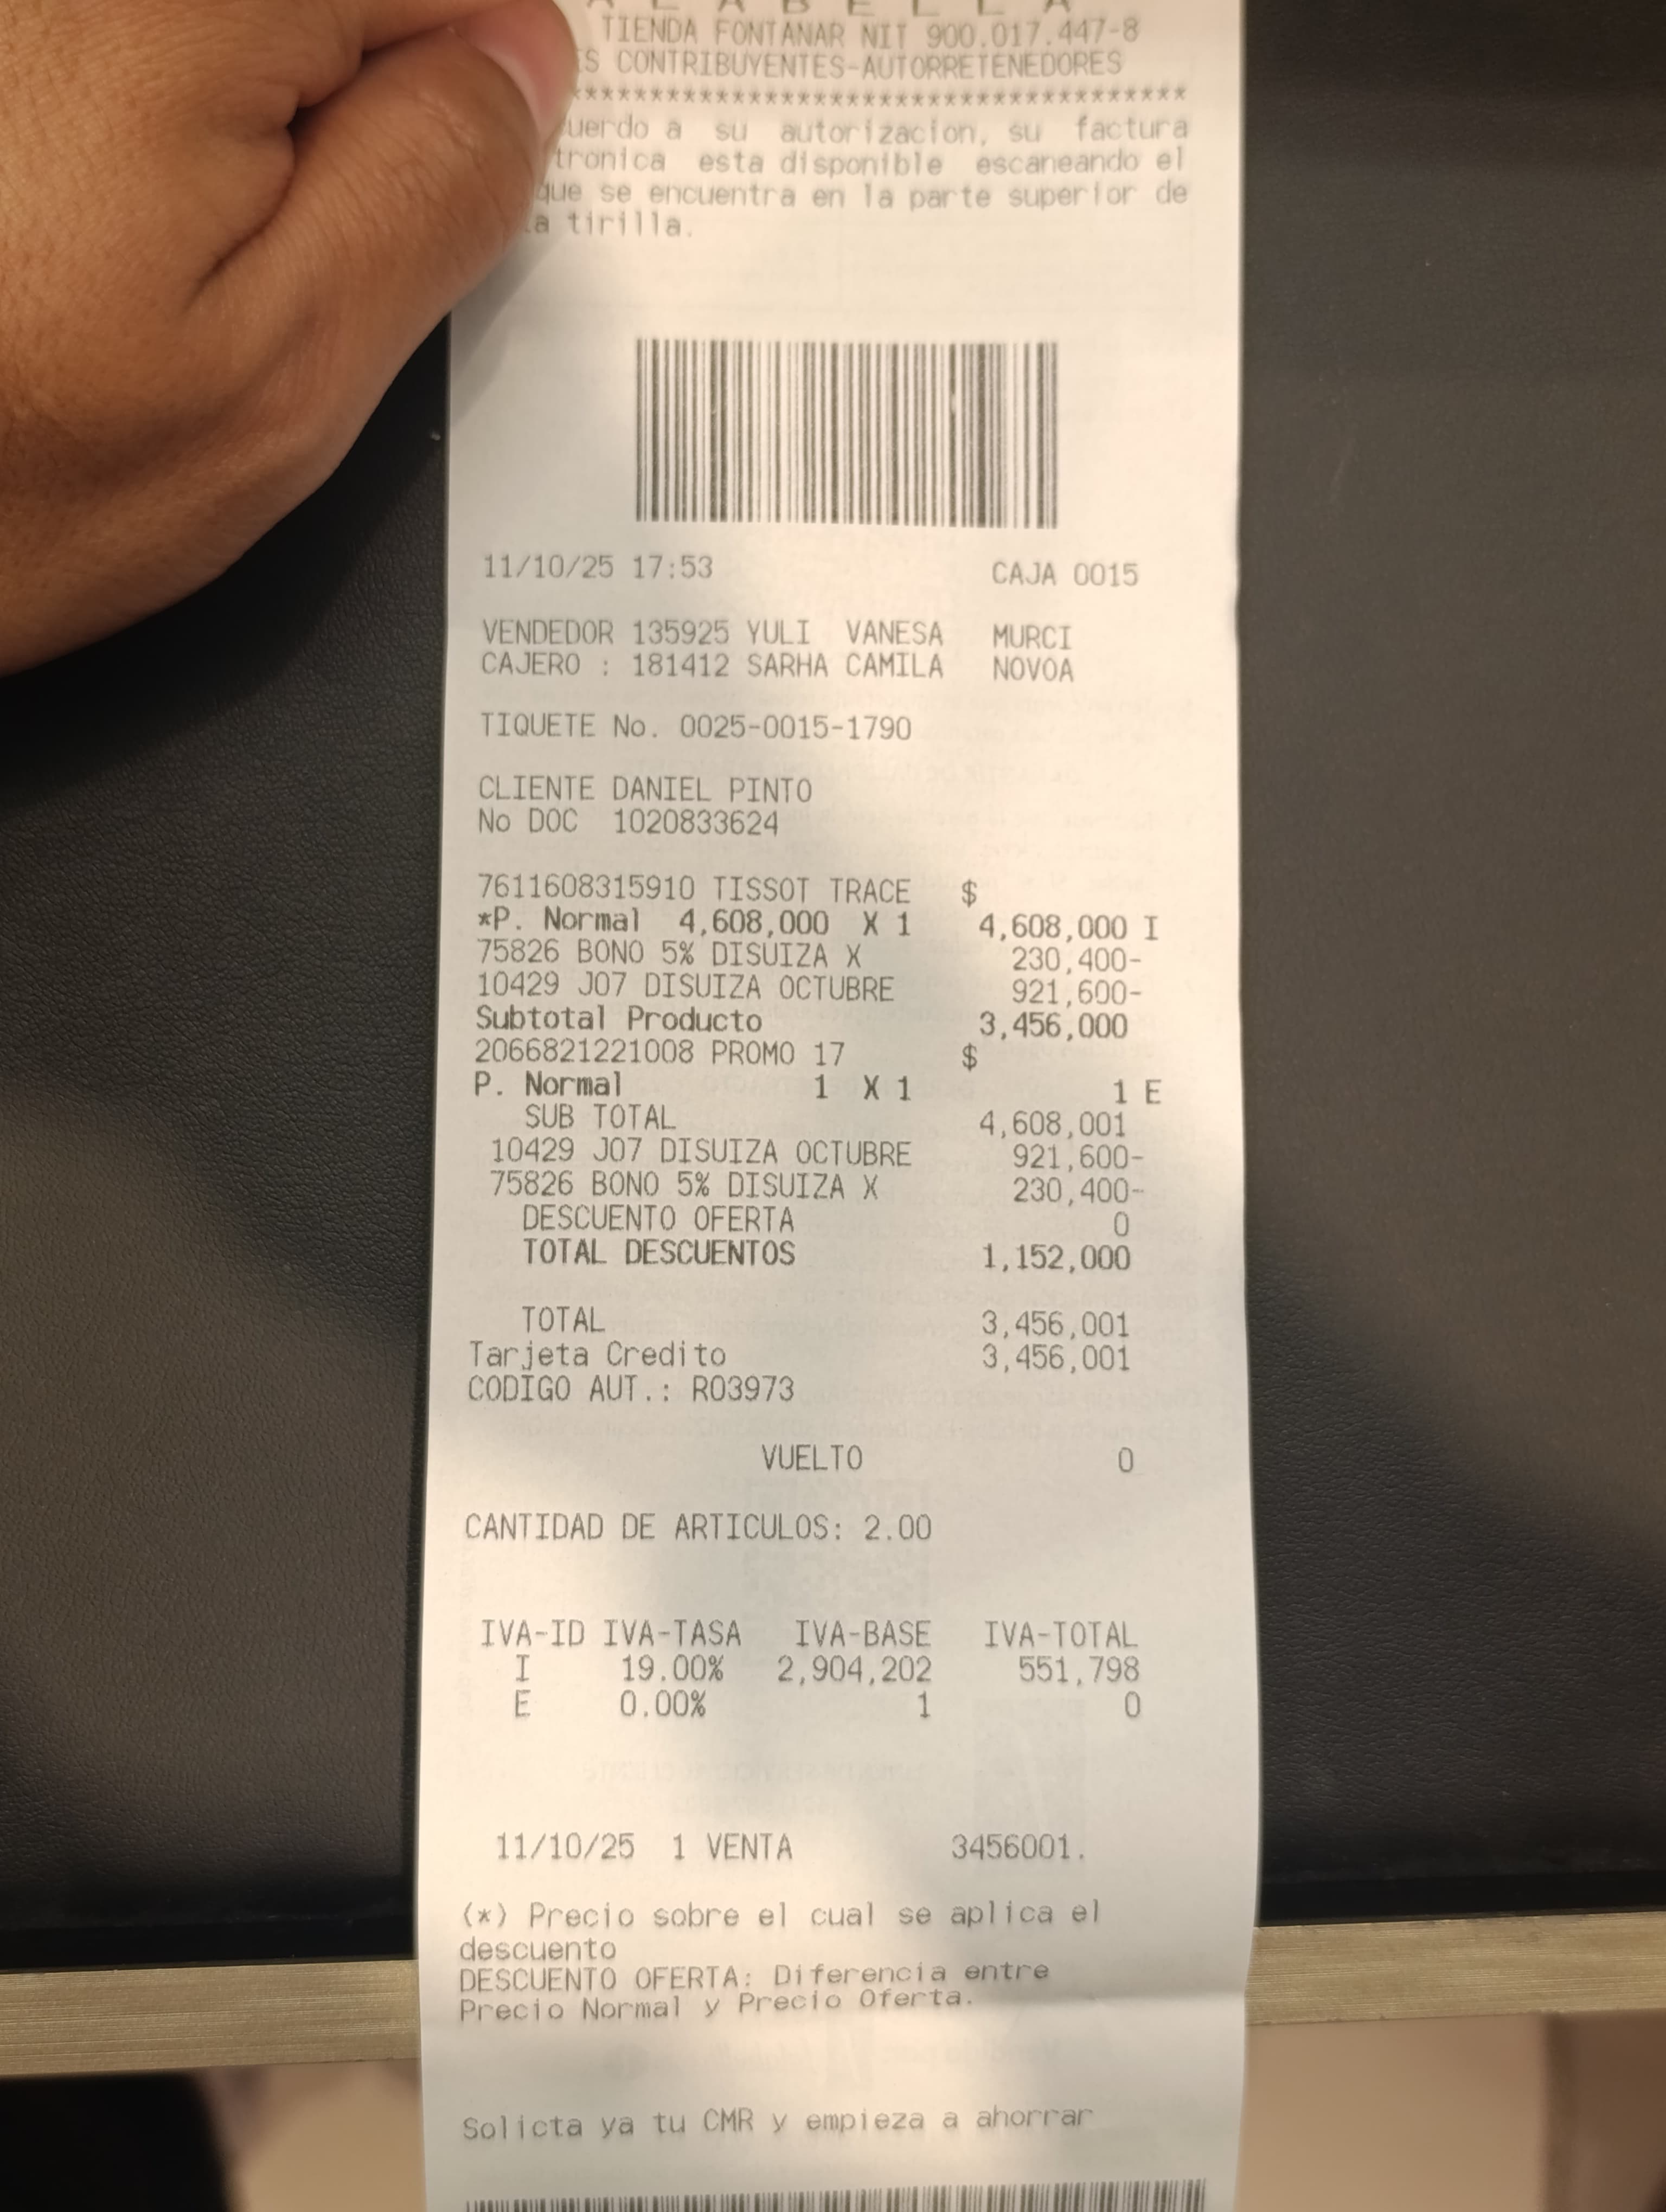 TIENDA FONTANAR NIT 900.017.447-8
CONTRIBUYENTES-AUTORRETENEDORES
***************************************
a su autorizacion, su factura
esta disponible escaneando el
que se encuentra en la parte superior de
la tirilla.
11/10/25 17:53 CAJA 0015
VENDEDOR 135925 YULI VANESA MURCI
CAJERO : 181412 SARHA CAMILA NOVOA
TIQUETE No. 0025-0015-1790
CLIENTE DANIEL PINTO
No DOC 1020833624
7611608315910 TISSOT TRACE $
*P. Normal 4,608,000 X 1 4,608,000 I
75826 BONO 5% DISUIZA X 230,400-
10429 J07 DISUIZA OCTUBRE 921,600-
Subtotal Producto 3,456,000
2066821221008 PROMO 17 $
P. Normal 1 X 1 1 E
SUB TOTAL 4,608,001
10429 J07 DISUIZA OCTUBRE 921,600-
75826 BONO 5% DISUIZA X 230,400-
DESCUENTO OFERTA 0
TOTAL DESCUENTOS 1,152,000
TOTAL 3,456,001
Tarjeta Credito 3,456,001
CODIGO AUT.: R03973
VUELTO 0
CANTIDAD DE ARTICULOS: 2.00
IVA-ID IVA-TASA IVA-BASE IVA-TOTAL
I 19.00% 2,904,202 551,798
E 0.00% 1 0
11/10/25 1 VENTA 3456001.
(*) Precio sobre el cual se aplica el
descuento
DESCUENTO OFERTA: Diferencia entre
Precio Normal y Precio Oferta.
Solicta ya tu CMR y empieza a ahorrar